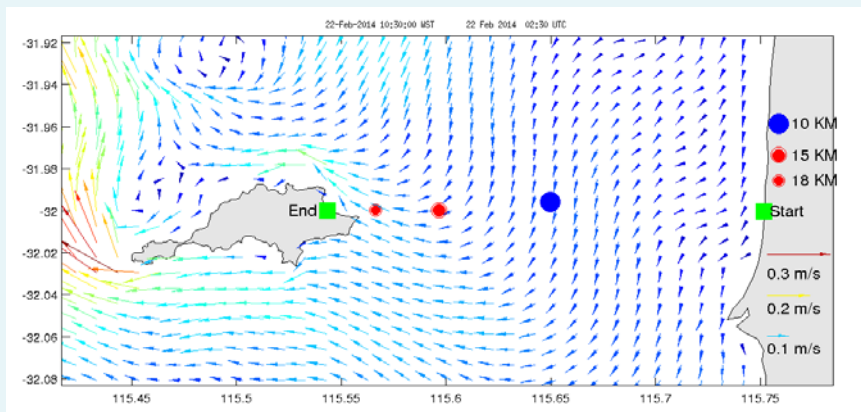 22-Feb-2014 10:30:00 WST 22 Feb 2014 02:30 UTC
-31.92
-31.94
-31.96
-31.98
-32
-32.02
-32.04
-32.06
-32.08
10 KM
15 KM
18 KM
End
Start
0.3 m/s
0.2 m/s
0.1 m/s
115.45 115.5 115.55 115.6 115.65 115.7 115.75